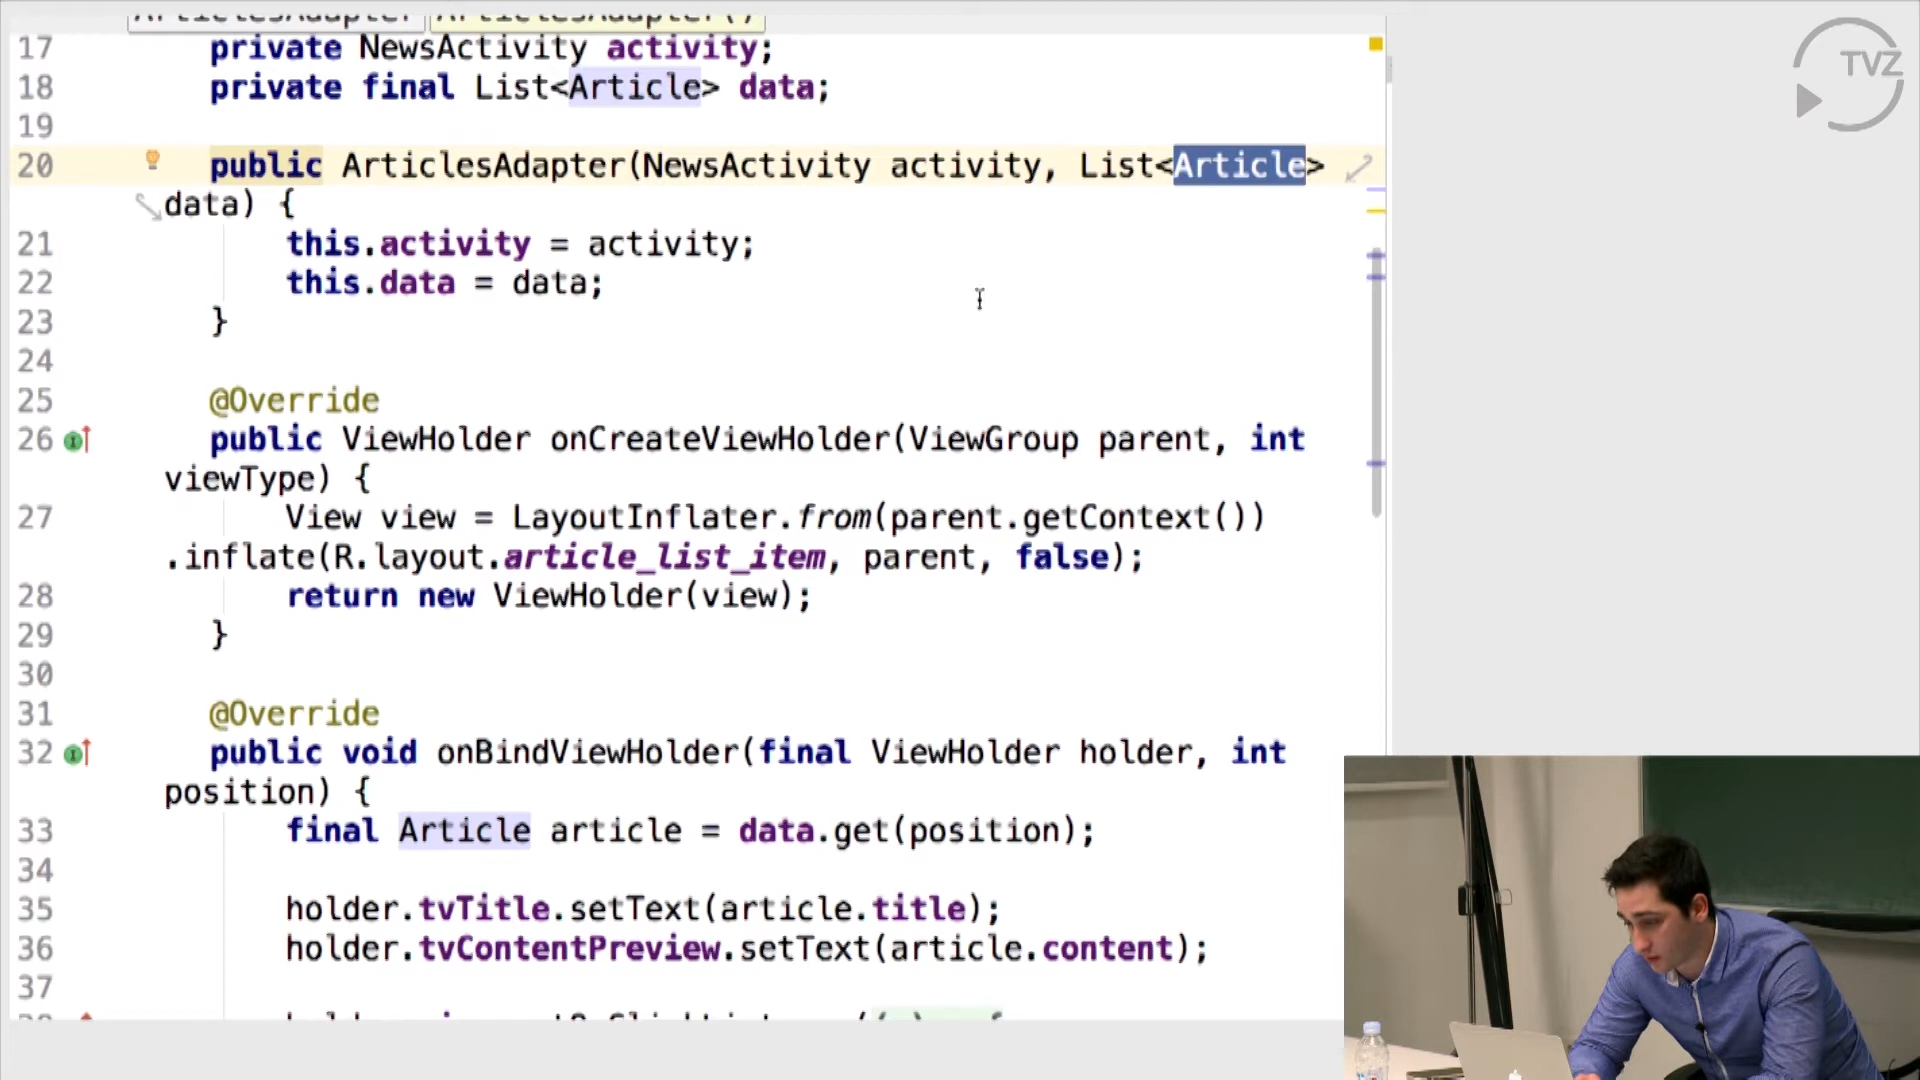 ArticlesAdapter ArticlesAdapter()
17 private NewsActivity activity;
18 private final List<Article> data;
19
20 public ArticlesAdapter(NewsActivity activity, List<Article>
data) {
21 this.activity = activity;
22 this.data = data;
23 }
24
25 @Override
26 public ViewHolder onCreateViewHolder(ViewGroup parent, int
viewType) {
27 View view = LayoutInflater.from(parent.getContext())
.inflate(R.layout.article_list_item, parent, false);
28 return new ViewHolder(view);
29 }
30
31 @Override
32 public void onBindViewHolder(final ViewHolder holder, int
position) {
33 final Article article = data.get(position);
34
35 holder.tvTitle.setText(article.title);
36 holder.tvContentPreview.setText(article.content);
37
TVZ